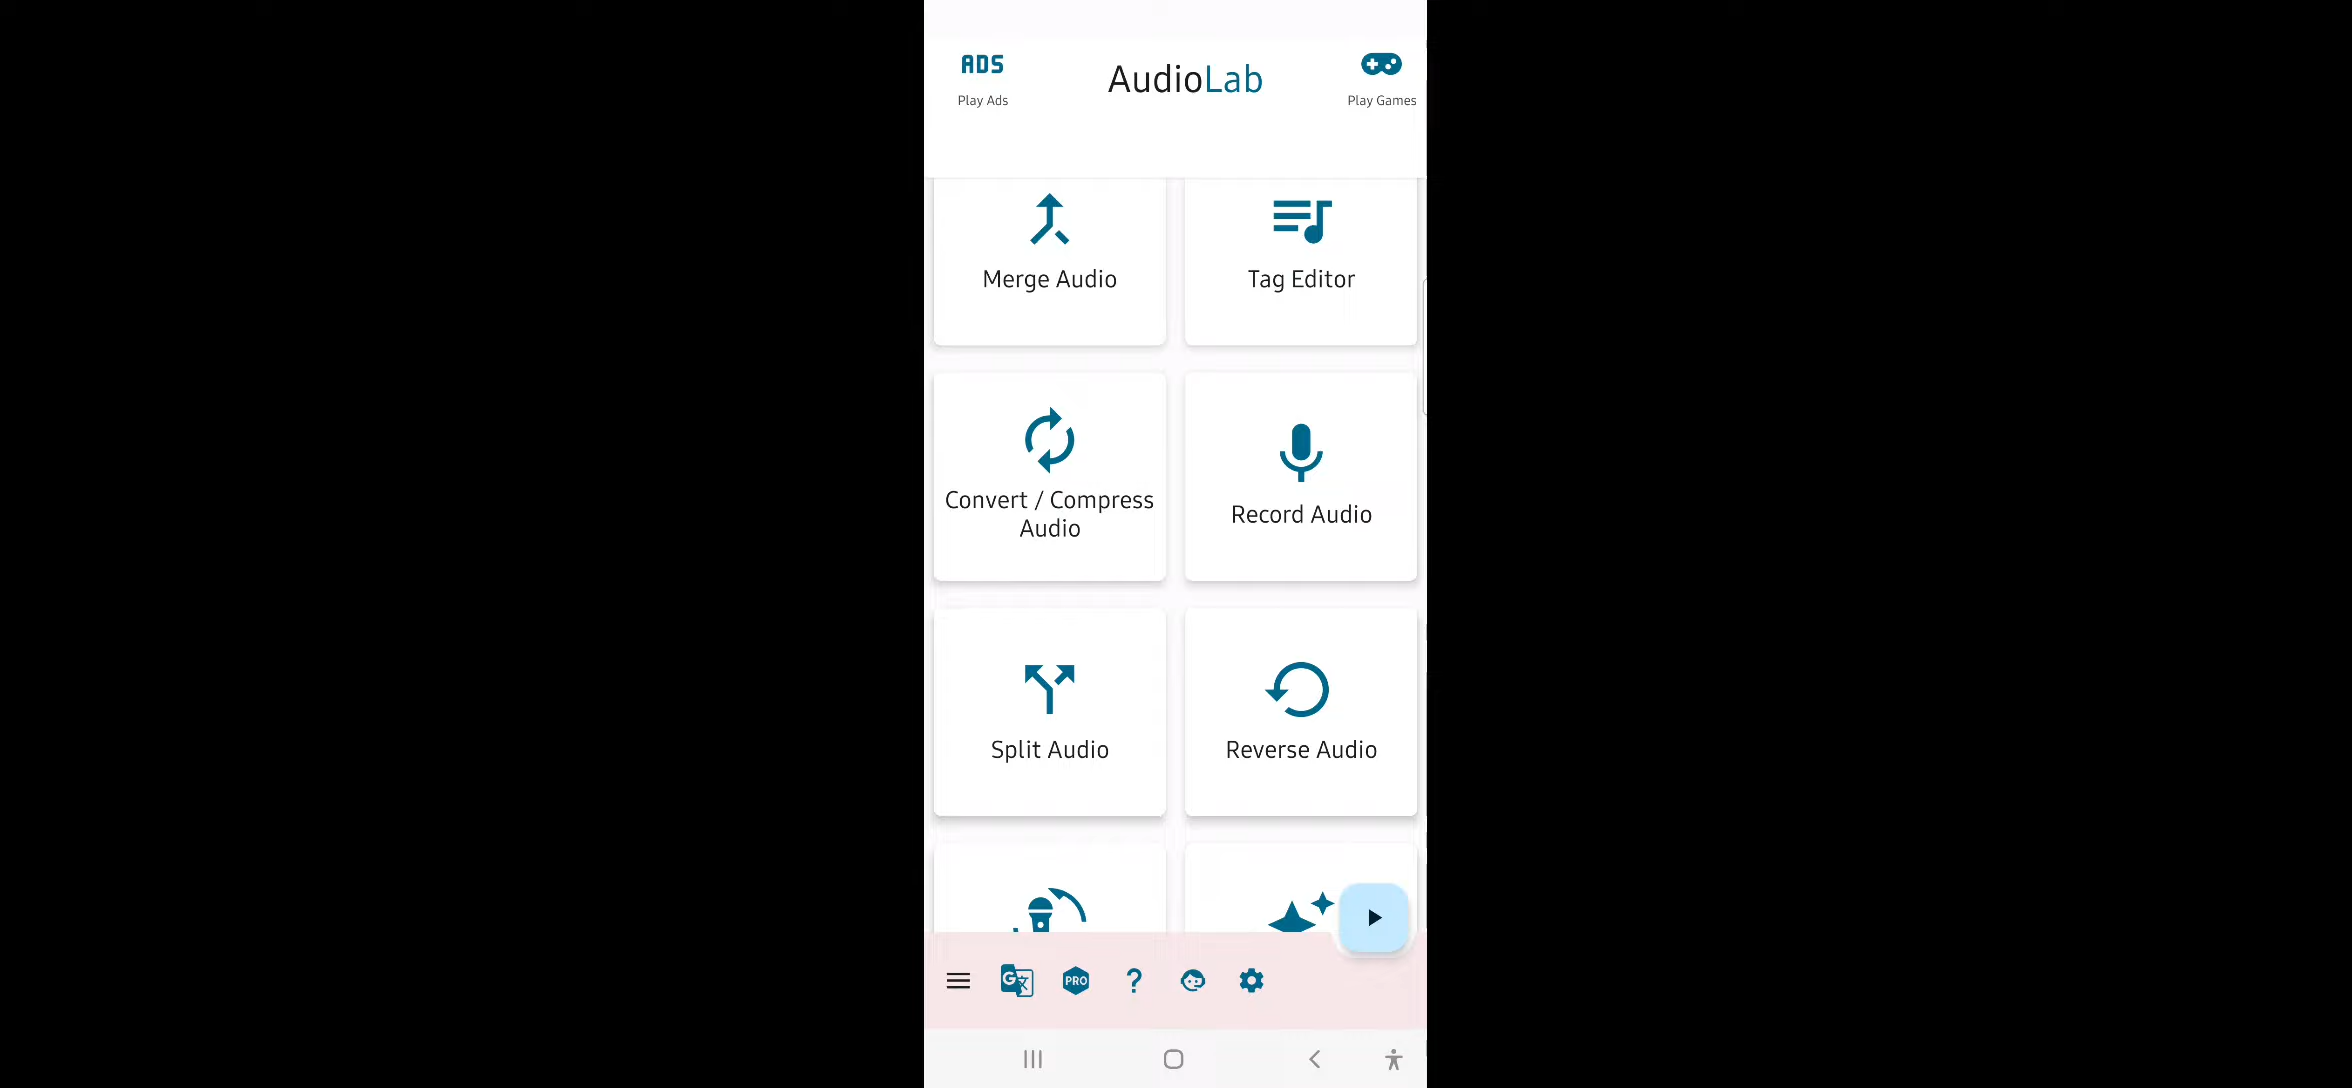 ADS
Play Ads
AudioLab
Play Games
Merge Audio
Tag Editor
Convert / Compress
Audio
Record Audio
Split Audio
Reverse Audio
G 文
PRO
?